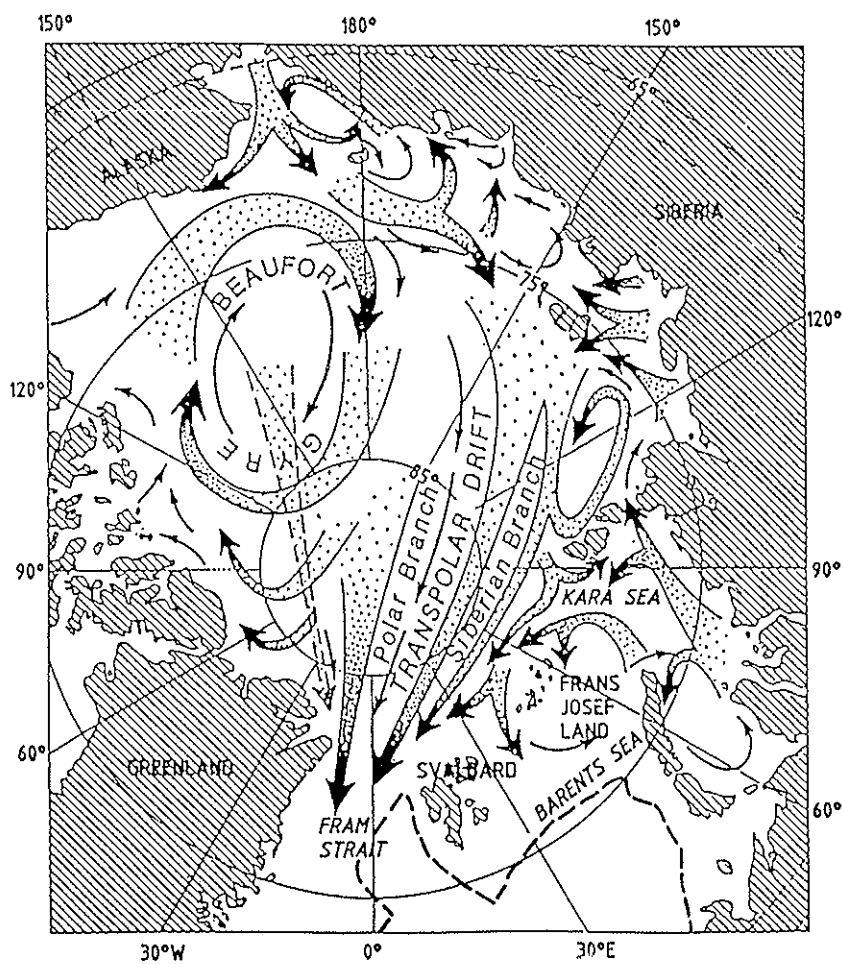 150° 180° 150°
65°
ALASKA
SIBERIA
BEAUFORT
75°
120°
120°
GYRE
85°
Polar Branch
TRANSPOLAR DRIFT
Siberian Branch
90°
90°
KARA SEA
FRANS
JOSEF
LAND
60°
GREENLAND
SVALBARD
BARENTS SEA
60°
FRAM
STRAIT
30°W 0° 30°E